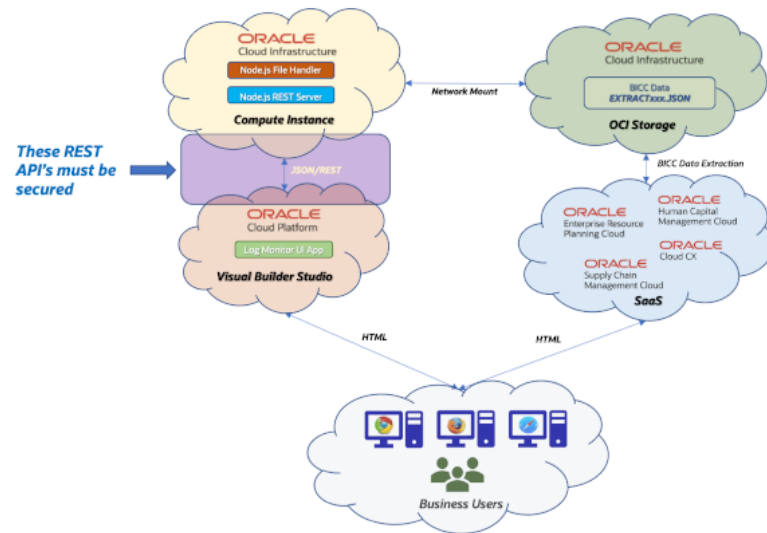 ORACLE
Cloud Infrastructure
Node.js File Handler
Node.js REST Server
Compute Instance
Network Mount
ORACLE
Cloud Infrastructure
BICC Data
EXTRACTxxx.JSON
OCI Storage
These REST
API's must be
secured
JSON/REST
BICC Data Extraction
ORACLE
Cloud Platform
Log Monitor UI App
Visual Builder Studio
ORACLE
Enterprise Resource
Planning Cloud
ORACLE
Human Capital
Management Cloud
ORACLE
Cloud CX
ORACLE
Supply Chain
Management Cloud
SaaS
HTML
HTML
Business Users